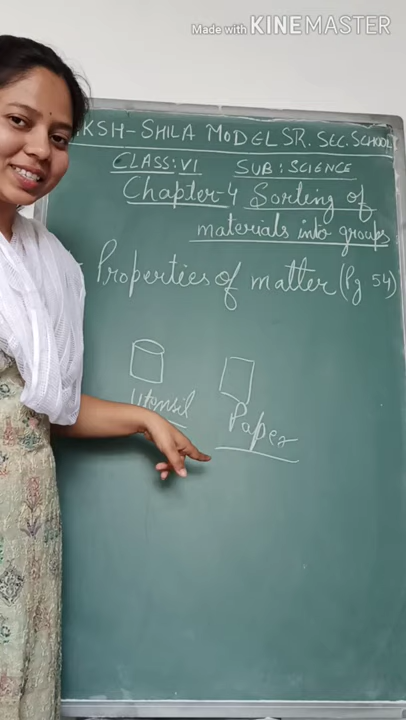 Made with KINEMASTER
KSH-SHILA MODEL SR. SEC. SCHOOL
CLASS: VI SUB: SCIENCE
Chapter-4 Sorting of
materials into groups
Properties of matter (Pg 54)
Utensil Paper